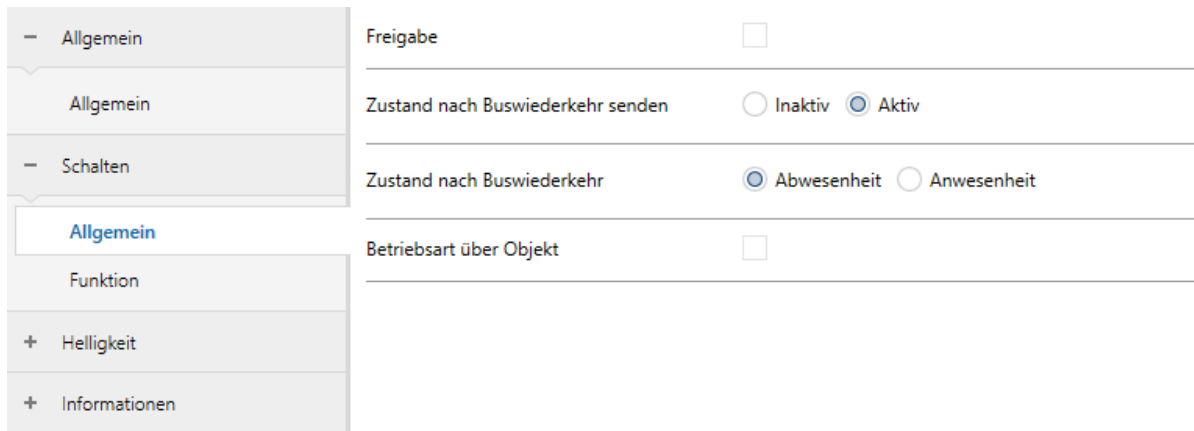 − Allgemein
Allgemein
− Schalten
Allgemein
Funktion
+ Helligkeit
+ Informationen
Freigabe
Zustand nach Buswiederkehr senden Inaktiv Aktiv
Zustand nach Buswiederkehr Abwesenheit Anwesenheit
Betriebsart über Objekt